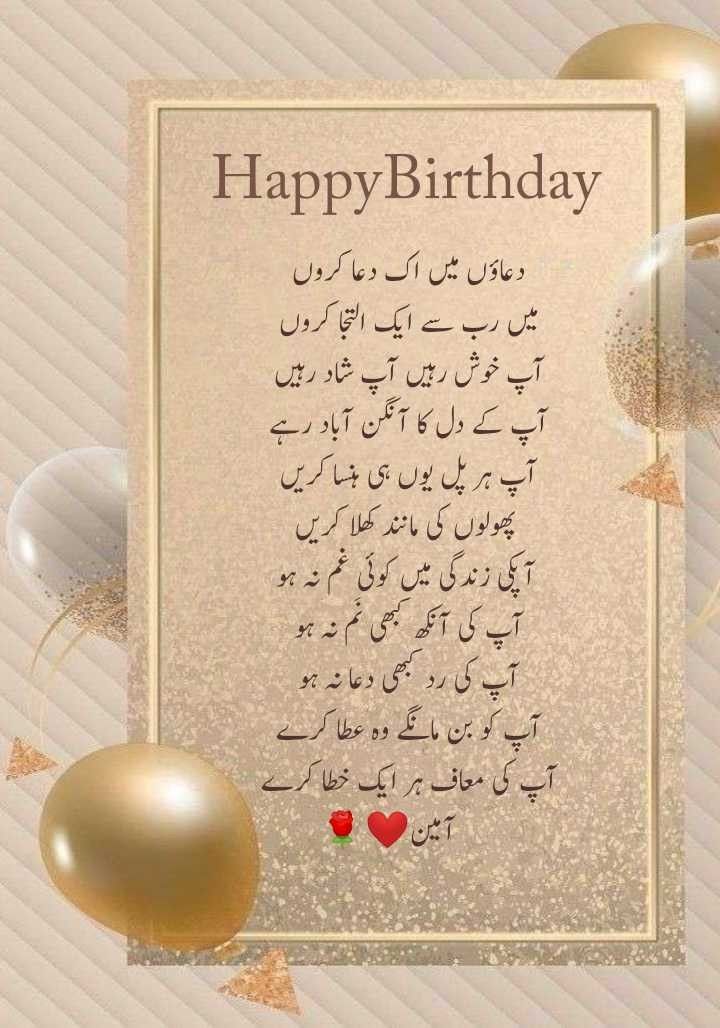 HappyBirthday
دعاؤں میں اک دعا کروں
میں رب سے ایک التجا کروں
آپ خوش رہیں آپ شاد رہیں
آپ کے دل کا آنگن آباد رہے
آپ ہر پل یوں ہی ہنسا کریں
پھولوں کی مانند کھلا کریں
آپکی زندگی میں کوئی غم نہ ہو
آپ کی آنکھ کبھی نَم نہ ہو
آپ کی رد کبھی دعا نہ ہو
آپ کو بن مانگے وہ عطا کرے
آپ کی معاف ہر ایک خطا کرے
آمین❤️🌹